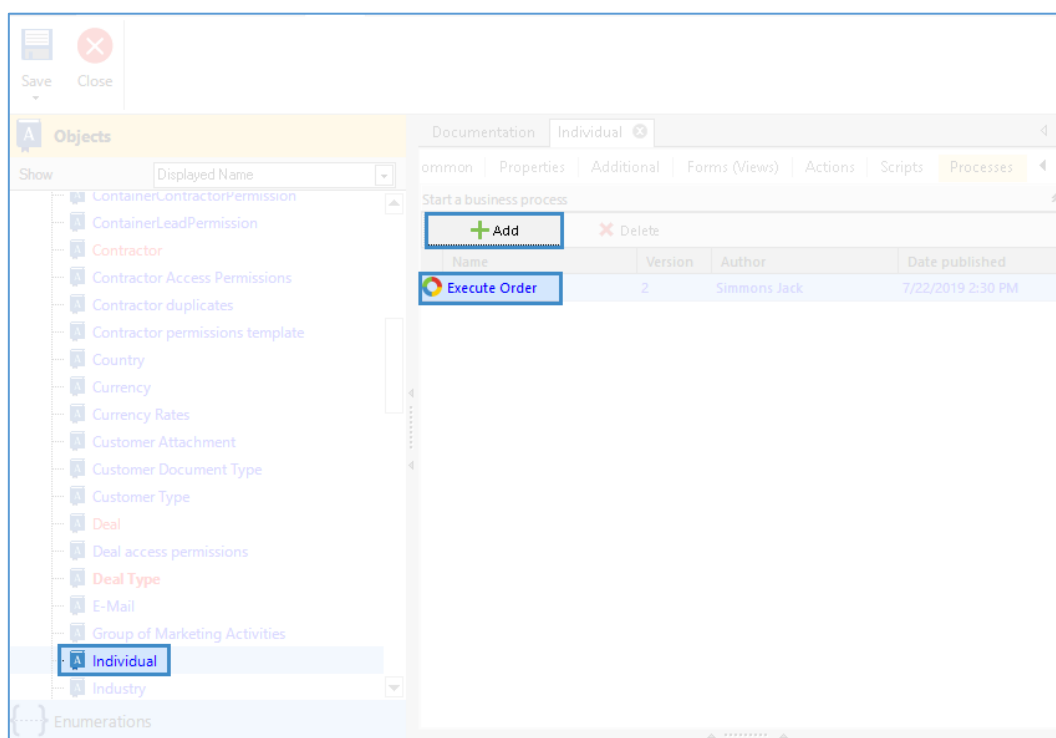 Save
Close
Objects
Show
Displayed Name
ContainerContractorPermission
ContainerLeadPermission
Contractor
Contractor Access Permissions
Contractor duplicates
Contractor permissions template
Country
Currency
Currency Rates
Customer Attachment
Customer Document Type
Customer Type
Deal
Deal access permissions
Deal Type
E-Mail
Group of Marketing Activities
Individual
Industry
Enumerations
Documentation
Individual
ommon
Properties
Additional
Forms (Views)
Actions
Scripts
Processes
Start a business process
Add
Delete
Name
Version
Author
Date published
Execute Order
2
Simmons Jack
7/22/2019 2:30 PM